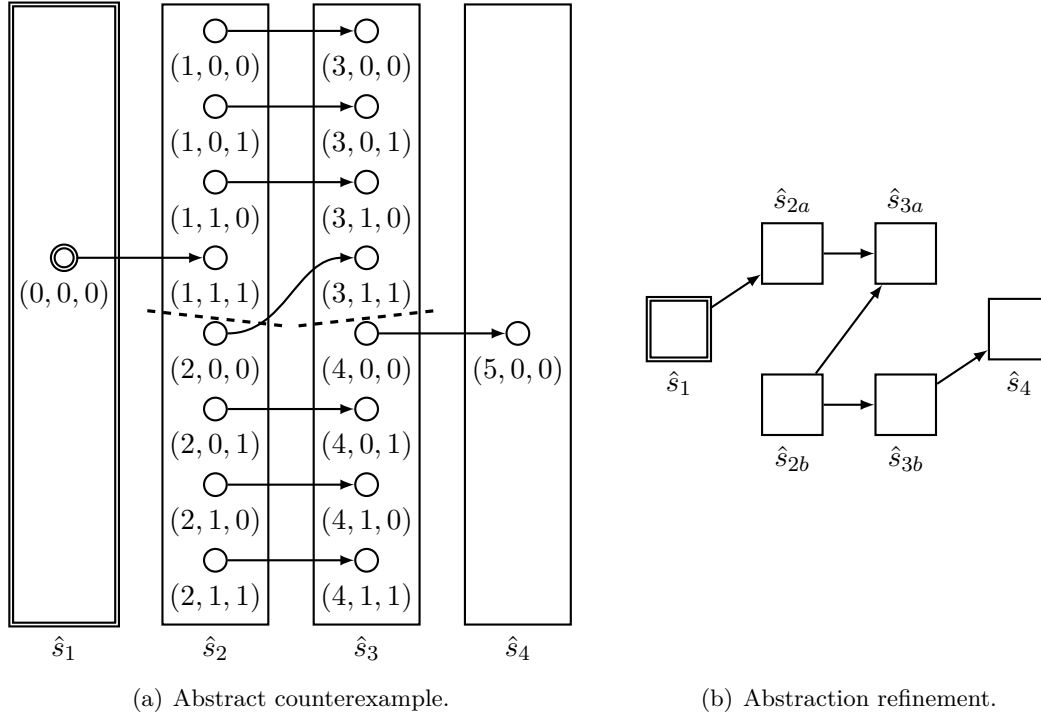 (1, 0, 0) (3, 0, 0)
(1, 0, 1) (3, 0, 1)
(1, 1, 0) (3, 1, 0)
(0, 0, 0) (1, 1, 1) (3, 1, 1)
(2, 0, 0) (4, 0, 0) (5, 0, 0)
(2, 0, 1) (4, 0, 1)
(2, 1, 0) (4, 1, 0)
(2, 1, 1) (4, 1, 1)
ŝ1 ŝ2 ŝ3 ŝ4
(a) Abstract counterexample.
ŝ2a ŝ3a
ŝ1 ŝ4
ŝ2b ŝ3b
(b) Abstraction refinement.